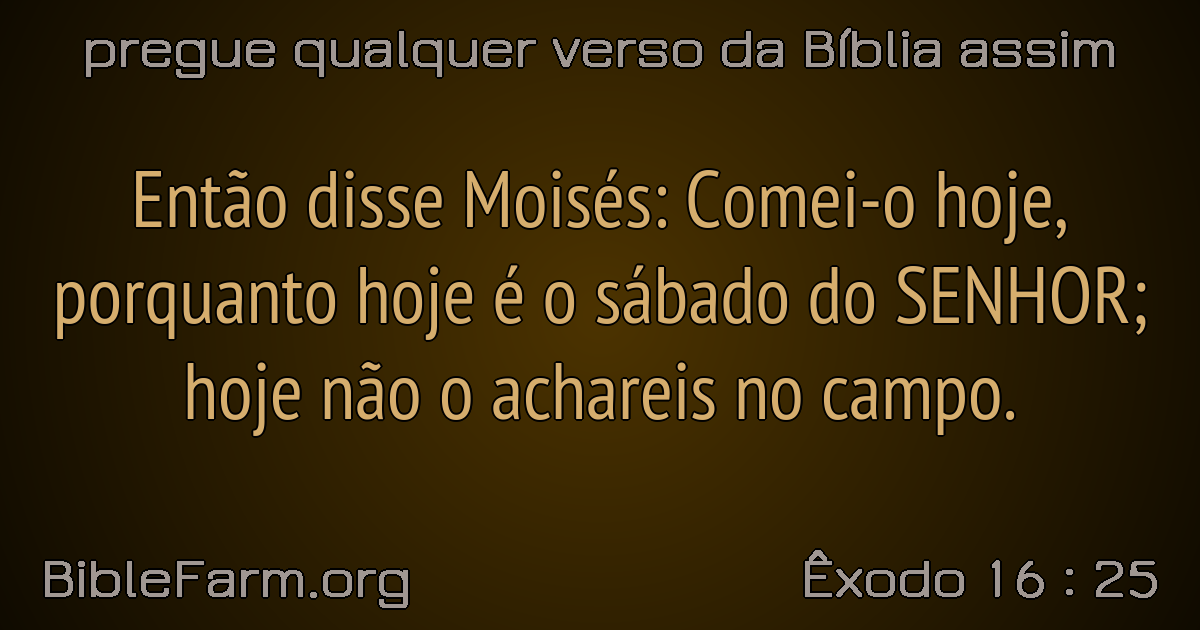 pregue qualquer verso da Bíblia assim
Então disse Moisés: Comei-o hoje,
porquanto hoje é o sábado do SENHOR;
hoje não o achareis no campo.
BibleFarm.org
Êxodo 16 : 25